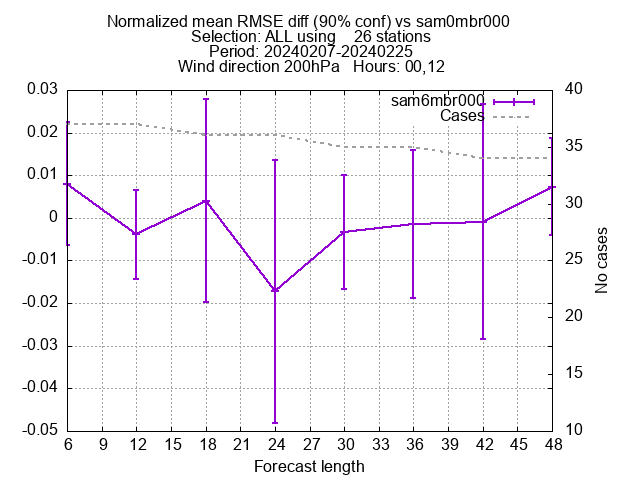 Normalized mean RMSE diff (90% conf) vs sam0mbr000
Selection: ALL using    26 stations
Period: 20240207-20240225
Wind direction 200hPa   Hours: 00,12
0.03
0.02
0.01
0
-0.01
-0.02
-0.03
-0.04
-0.05
sam6mbr000
Cases
40
35
30
25
20
15
10
No cases
6 9 12 15 18 21 24 27 30 33 36 39 42 45 48
Forecast length